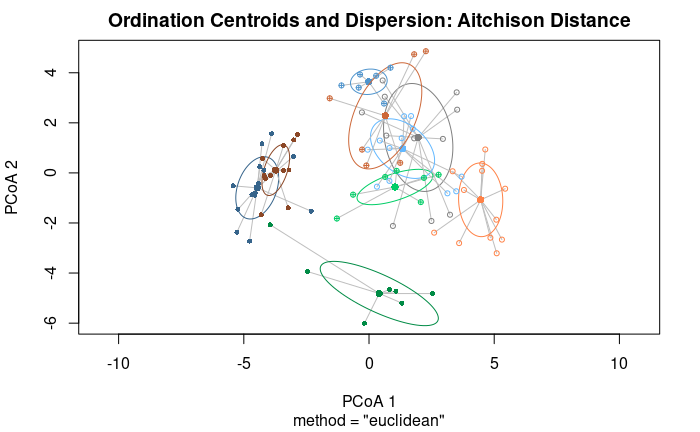 Ordination Centroids and Dispersion: Aitchison Distance
PCoA 2
4
2
0
-2
-4
-6
-10
-5
0
5
10
PCoA 1
method = "euclidean"